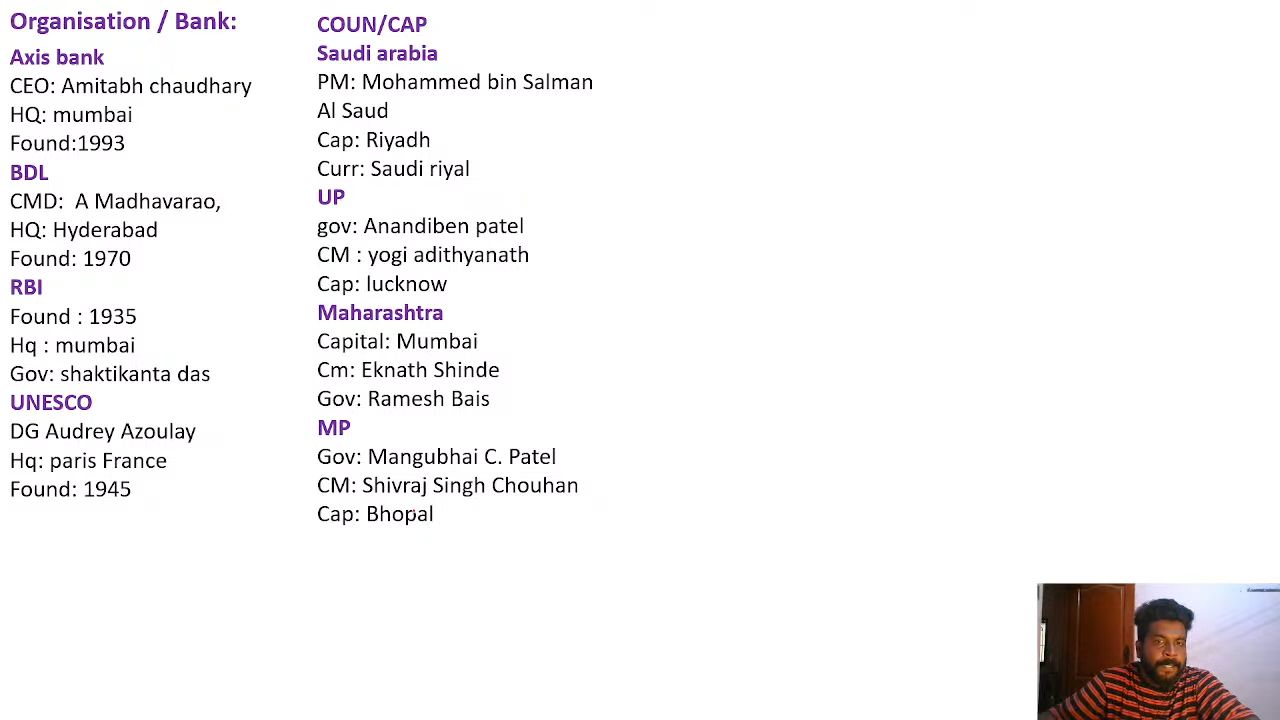 Organisation / Bank:
Axis bank
CEO: Amitabh chaudhary
HQ: mumbai
Found:1993
BDL
CMD:  A Madhavarao,
HQ: Hyderabad
Found: 1970
RBI
Found : 1935
Hq : mumbai
Gov: shaktikanta das
UNESCO
DG Audrey Azoulay
Hq: paris France
Found: 1945
COUN/CAP
Saudi arabia
PM: Mohammed bin Salman
Al Saud
Cap: Riyadh
Curr: Saudi riyal
UP
gov: Anandiben patel
CM : yogi adithyanath
Cap: lucknow
Maharashtra
Capital: Mumbai
Cm: Eknath Shinde
Gov: Ramesh Bais
MP
Gov: Mangubhai C. Patel
CM: Shivraj Singh Chouhan
Cap: Bhopal